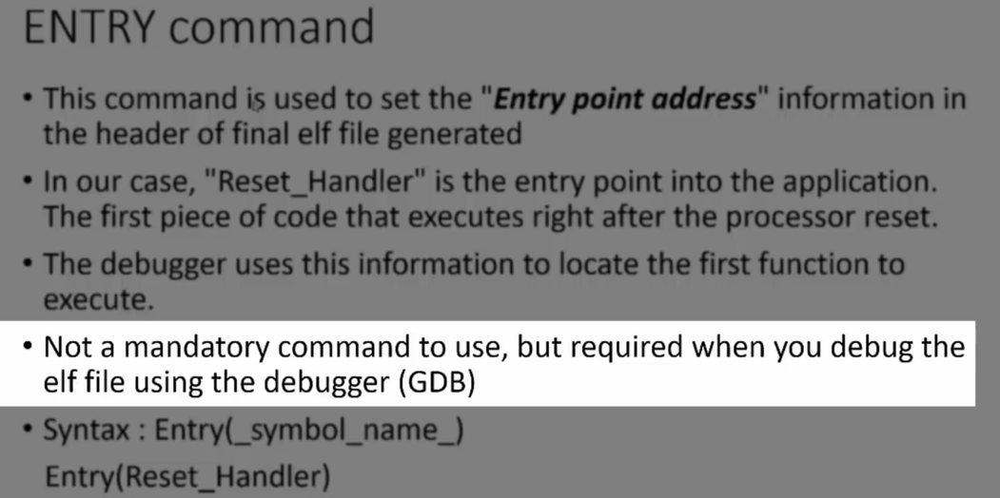 ENTRY command
• This command is used to set the "Entry point address" information in
the header of final elf file generated
• In our case, "Reset_Handler" is the entry point into the application.
The first piece of code that executes right after the processor reset.
• The debugger uses this information to locate the first function to
execute.
• Not a mandatory command to use, but required when you debug the
elf file using the debugger (GDB)
• Syntax : Entry(_symbol_name_)
Entry(Reset_Handler)